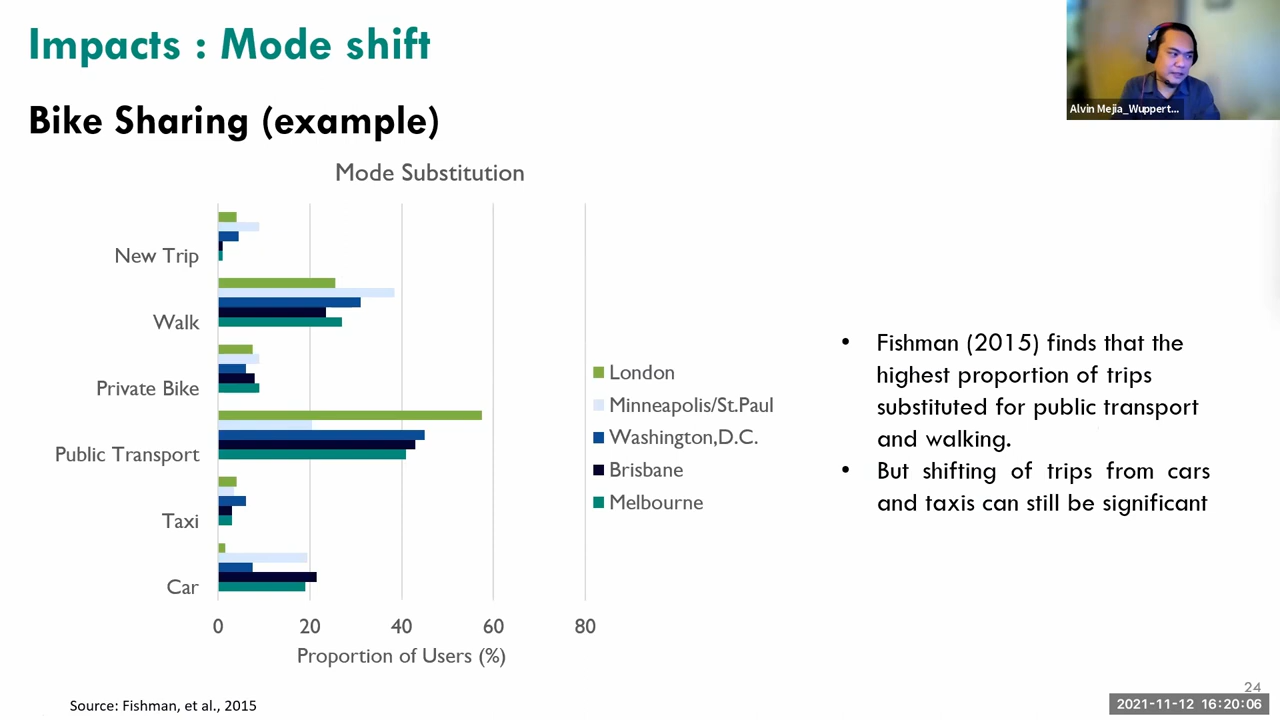 Impacts : Mode shift
Alvin Mejia_Wuppert...
Bike Sharing (example)
Mode Substitution
New Trip
Walk
Private Bike
Public Transport
Taxi
Car
0 20 40 60 80
Proportion of Users (%)
London
Minneapolis/St.Paul
Washington,D.C.
Brisbane
Melbourne
• Fishman (2015) finds that the
highest proportion of trips
substituted for public transport
and walking.
• But shifting of trips from cars
and taxis can still be significant
Source: Fishman, et al., 2015
24
2021-11-12 16:20:06